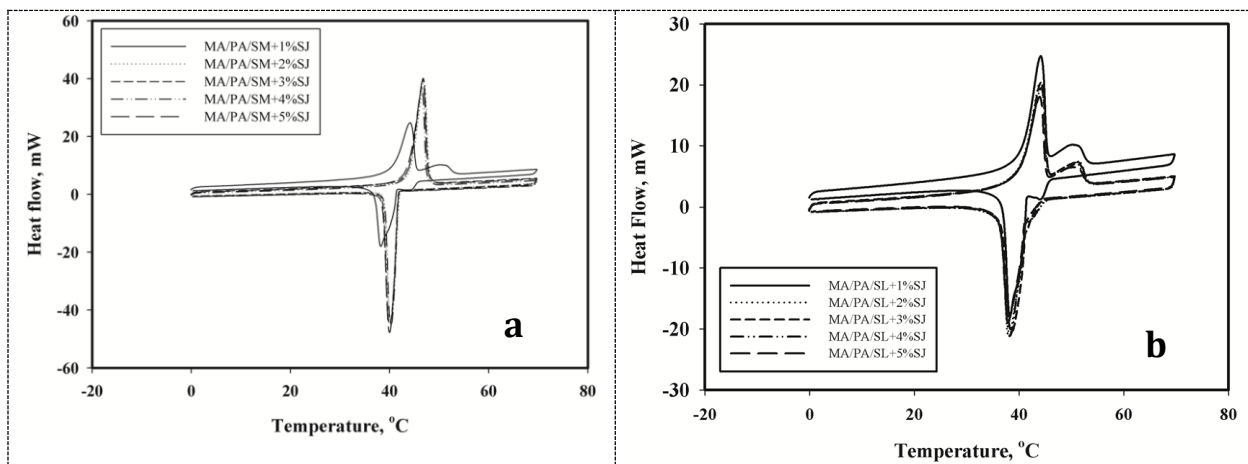 60
40
20
0
-20
-40
-60
Heat flow, mW
MA/PA/SM+1%SJ
MA/PA/SM+2%SJ
MA/PA/SM+3%SJ
MA/PA/SM+4%SJ
MA/PA/SM+5%SJ
a
-20 0 20 40 60 80
Temperature, °C
30
20
10
0
-10
-20
-30
Heat Flow, mW
MA/PA/SL+1%SJ
MA/PA/SL+2%SJ
MA/PA/SL+3%SJ
MA/PA/SL+4%SJ
MA/PA/SL+5%SJ
b
-20 0 20 40 60 80
Temperature, °C